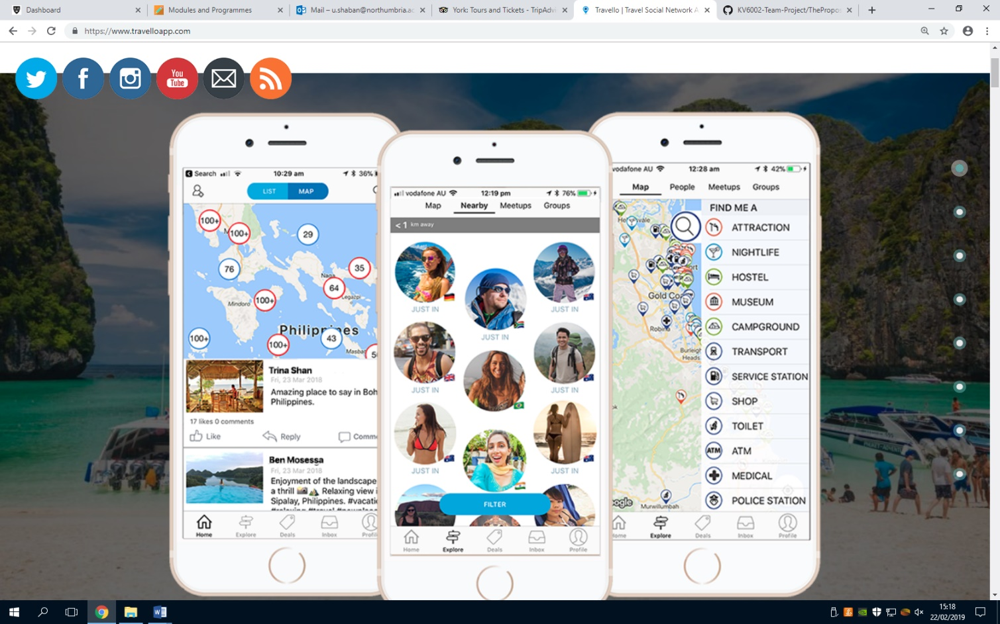 Dashboard
Modules and Programmes
Mail – u.shaban@northumbria.ac
York: Tours and Tickets - TripAdvi
Travello | Travel Social Network A
KV6002-Team-Project/ThePropos
https://www.travelloapp.com
You
Tube
Search
10:29 am
36%
LIST
MAP
100+
100+
29
76
35
Naga
64
Legazpi
100+
Mindoro
Philippines
100+
100+
43
Masbat
Trina Shan
Fri, 23 Mar 2018
Amazing place to say in Boh
Philippines.
17 likes 0 comments
Like
Reply
Comm
Ben Mosessa
Fri, 23 Mar 2018
Enjoyment of the landscape
a thrill 📸 ⛰ Relaxing view i
Sipalay, Philippines. #vacatio
Home
Explore
Deals
Inbox
Profil
vodafone AU
12:19 pm
76%
Map
Nearby
Meetups
Groups
< 1 km away
JUST IN
JUST IN
JUST IN
JUST IN
JUST IN
JUST IN
JUST IN
FILTER
Home
Explore
Deals
Inbox
Profile
vodafone AU
12:28 am
42%
Map
People
Meetups
Groups
FIND ME A
ATTRACTION
NIGHTLIFE
HOSTEL
MUSEUM
CAMPGROUND
TRANSPORT
SERVICE STATION
SHOP
TOILET
ATM ATM
MEDICAL
POLICE STATION
Gold Co
Robina
Burleigh
Heads
Murwillumbah
oogle
ome
Explore
Deals
Inbox
Profile
15:18
22/02/2019